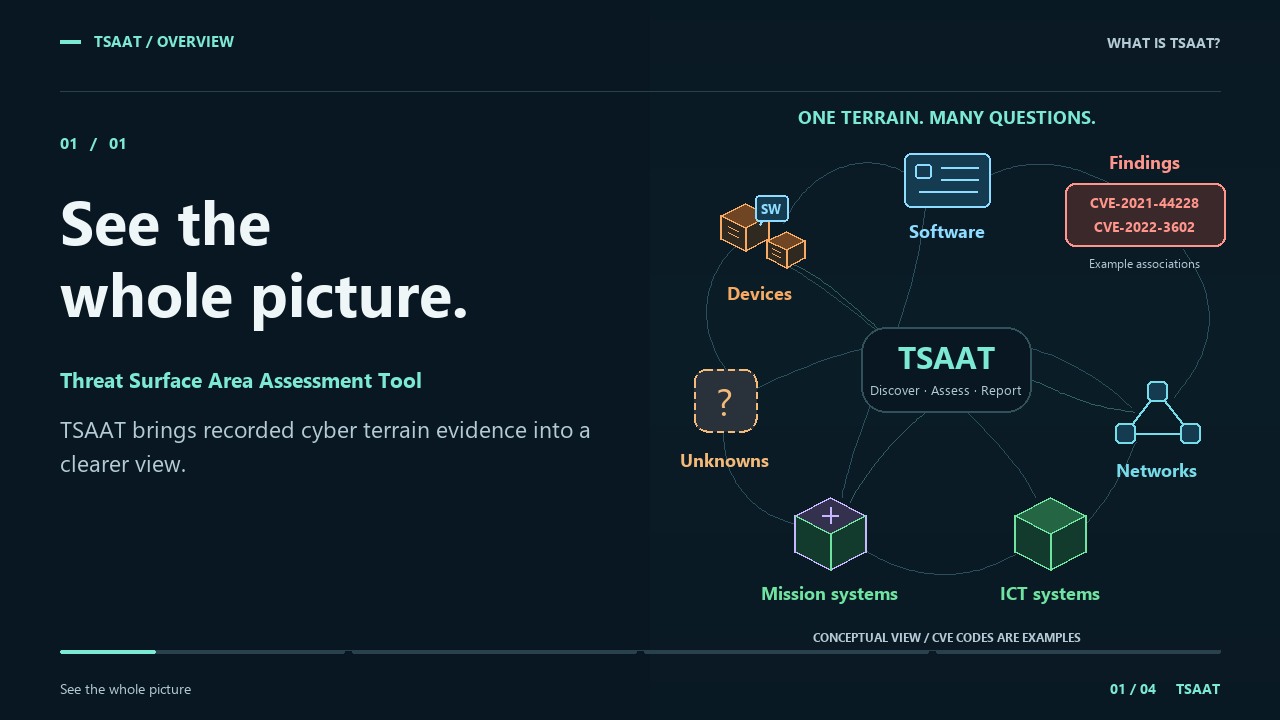 TSAAT / OVERVIEW
WHAT IS TSAAT?
01 / 01
See the
whole picture.
Threat Surface Area Assessment Tool
TSAAT brings recorded cyber terrain evidence into a
clearer view.
ONE TERRAIN. MANY QUESTIONS.
Findings
CVE-2021-44228
CVE-2022-3602
Example associations
Software
SW
Devices
TSAAT
Discover · Assess · Report
?
Unknowns
Networks
Mission systems
ICT systems
CONCEPTUAL VIEW / CVE CODES ARE EXAMPLES
See the whole picture
01 / 04 TSAAT